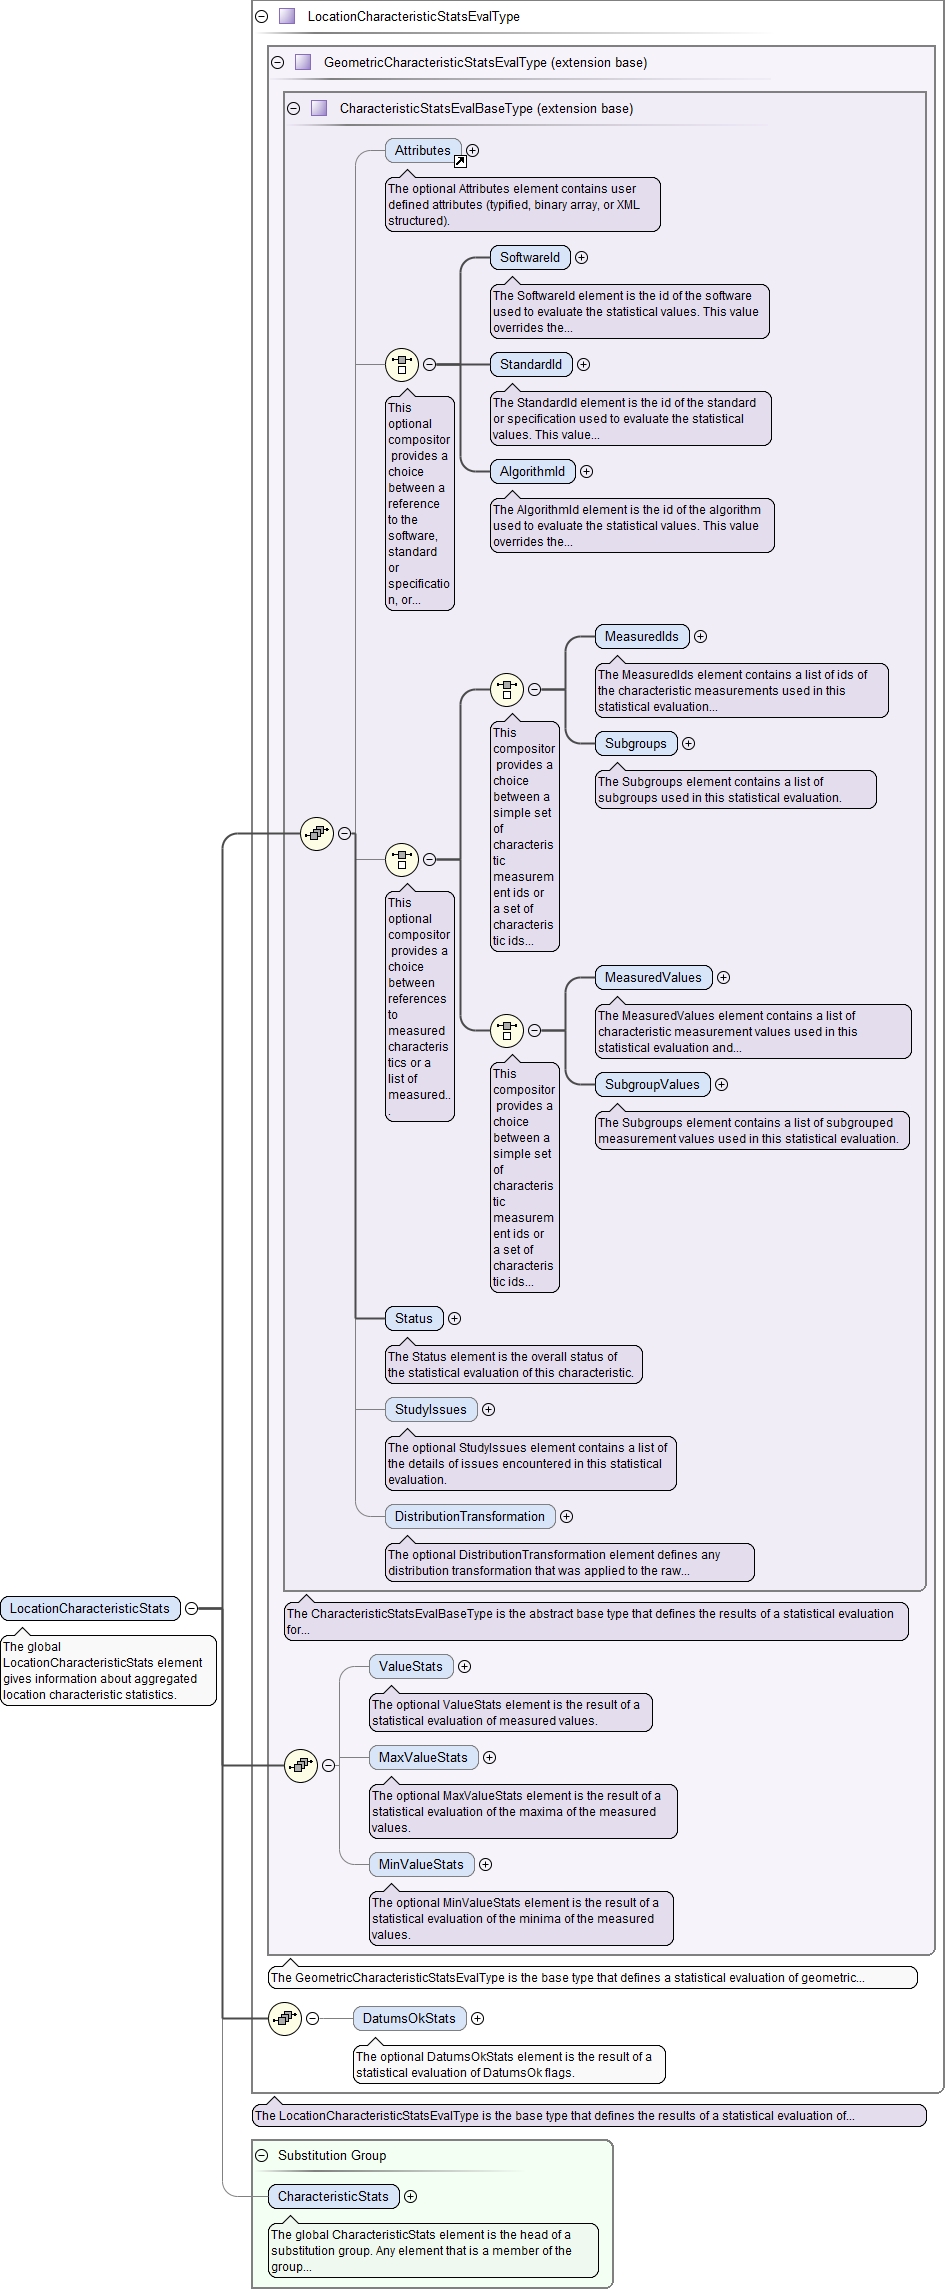 LocationCharacteristicStatsEvalType
GeometricCharacteristicStatsEvalType (extension base)
CharacteristicStatsEvalBaseType (extension base)
Attributes
The optional Attributes element contains user
defined attributes (typified, binary array, or XML
structured).
SoftwareId
The SoftwareId element is the id of the software
used to evaluate the statistical values. This value
overrides the...
StandardId
The StandardId element is the id of the standard
or specification used to evaluate the statistical
values. This value...
AlgorithmId
The AlgorithmId element is the id of the algorithm
used to evaluate the statistical values. This value
overrides the...
This
optional
compositor
provides a
choice
between a
reference
to the
software,
standard
or
specificatio
n, or...
MeasuredIds
The MeasuredIds element contains a list of ids of
the characteristic measurements used in this
statistical evaluation...
Subgroups
The Subgroups element contains a list of
subgroups used in this statistical evaluation.
This
compositor
provides a
choice
between a
simple set
of
characteris
tic
measurem
ent ids or
a set of
characteris
tic ids...
This
optional
compositor
provides a
choice
between
references
to
measured
characteris
tics or a
list of
measured..
.
MeasuredValues
The MeasuredValues element contains a list of
characteristic measurement values used in this
statistical evaluation and...
SubgroupValues
The Subgroups element contains a list of subgrouped
measurement values used in this statistical evaluation.
This
compositor
provides a
choice
between a
simple set
of
characteris
tic
measurem
ent ids or
a set of
characteris
tic ids...
Status
The Status element is the overall status of
the statistical evaluation of this characteristic.
StudyIssues
The optional StudyIssues element contains a list of
the details of issues encountered in this statistical
evaluation.
DistributionTransformation
The optional DistributionTransformation element defines any
distribution transformation that was applied to the raw...
The CharacteristicStatsEvalBaseType is the abstract base type that defines the results of a statistical evaluation
for...
LocationCharacteristicStats
The global
LocationCharacteristicStats element
gives information about aggregated
location characteristic statistics.
ValueStats
The optional ValueStats element is the result of a
statistical evaluation of measured values.
MaxValueStats
The optional MaxValueStats element is the result of a
statistical evaluation of the maxima of the measured
values.
MinValueStats
The optional MinValueStats element is the result of a
statistical evaluation of the minima of the measured
values.
The GeometricCharacteristicStatsEvalType is the base type that defines a statistical evaluation of geometric...
DatumsOkStats
The optional DatumsOkStats element is the result of a
statistical evaluation of DatumsOk flags.
The LocationCharacteristicStatsEvalType is the base type that defines the results of a statistical evaluation of...
Substitution Group
CharacteristicStats
The global CharacteristicStats element is the head of a
substitution group. Any element that is a member of the
group...